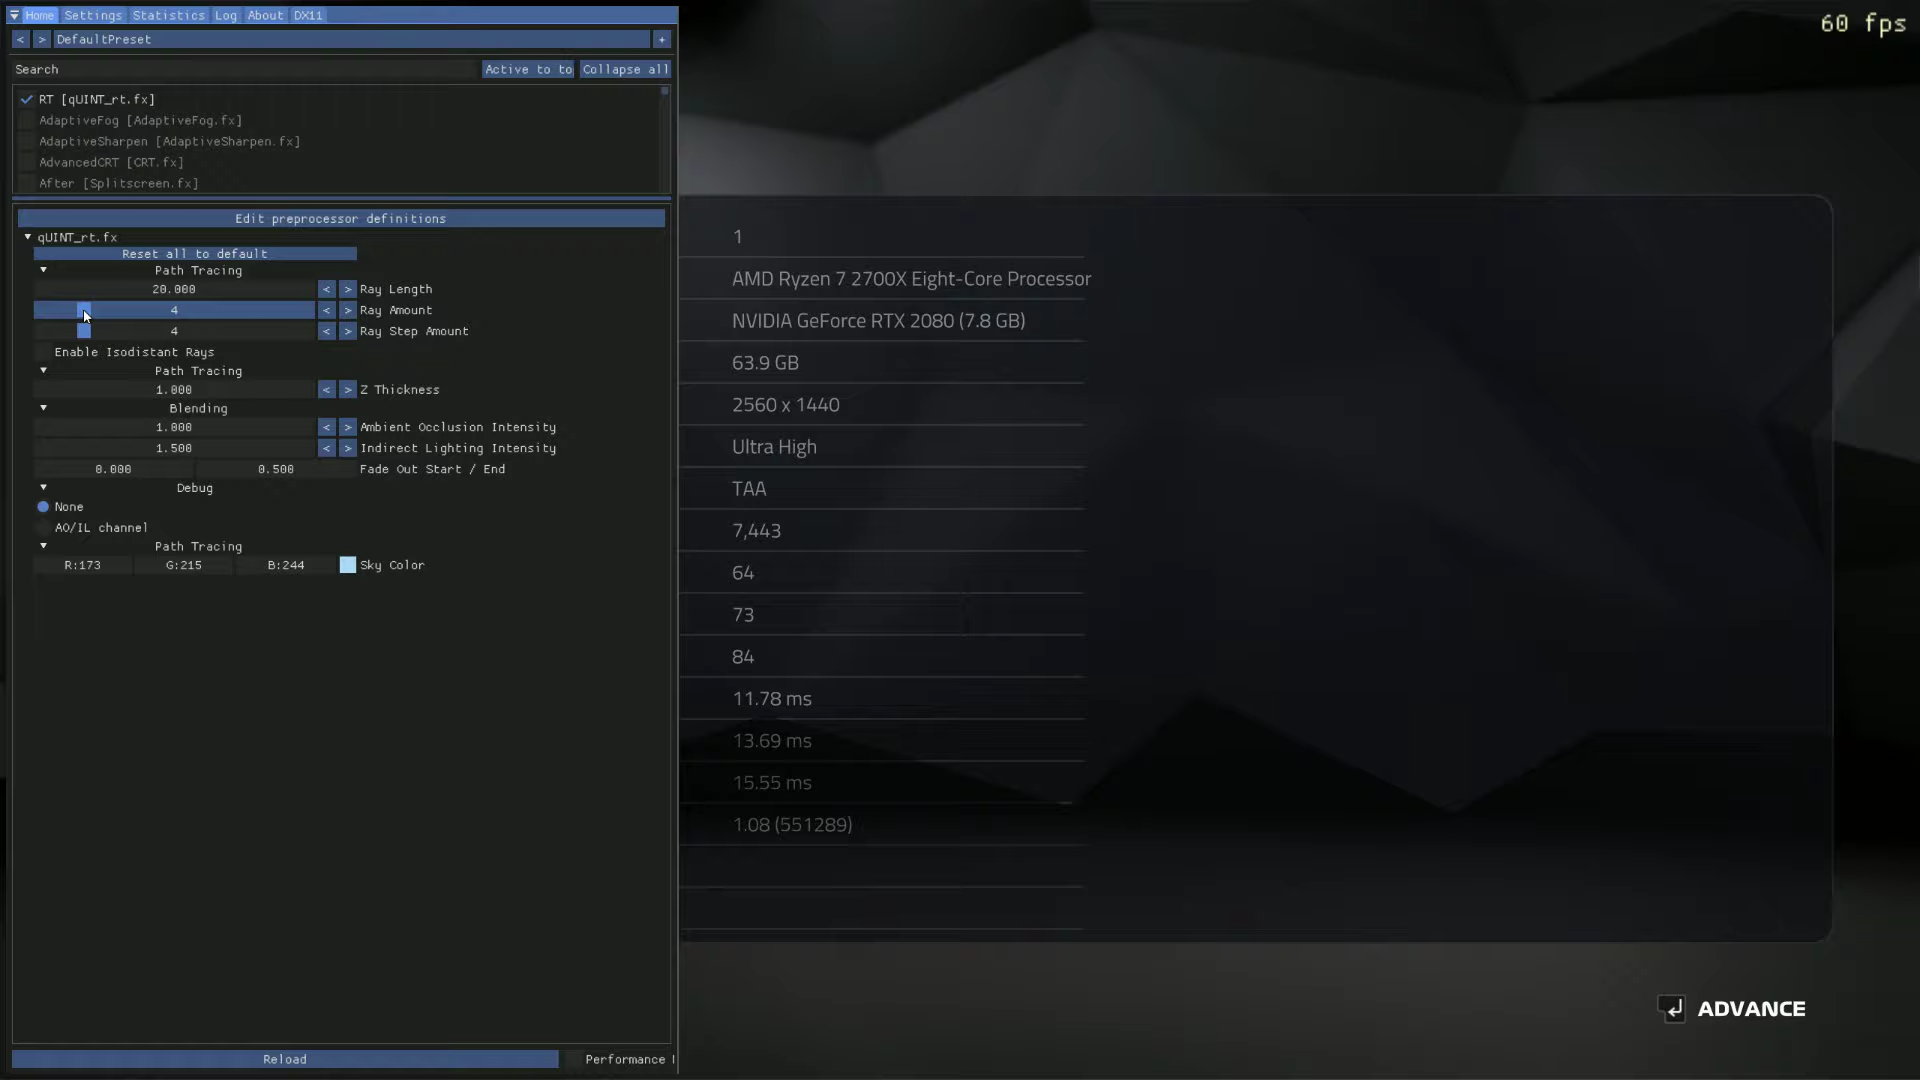 Home Settings Statistics Log About DX11
60 fps
< > DefaultPreset +
Search Active to to Collapse all
RT [qUINT_rt.fx]
AdaptiveFog [AdaptiveFog.fx]
AdaptiveSharpen [AdaptiveSharpen.fx]
AdvancedCRT [CRT.fx]
After [Splitscreen.fx]
Edit preprocessor definitions
qUINT_rt.fx
Reset all to default
Path Tracing
20.000 < > Ray Length
4 < > Ray Amount
4 < > Ray Step Amount
Enable Isodistant Rays
Path Tracing
1.000 < > Z Thickness
Blending
1.000 < > Ambient Occlusion Intensity
1.500 < > Indirect Lighting Intensity
0.000 0.500 Fade Out Start / End
Debug
None
AO/IL channel
Path Tracing
R:173 G:215 B:244 Sky Color
Reload Performance
1
AMD Ryzen 7 2700X Eight-Core Processor
NVIDIA GeForce RTX 2080 (7.8 GB)
63.9 GB
2560 x 1440
Ultra High
TAA
7,443
64
73
84
11.78 ms
13.69 ms
15.55 ms
1.08 (551289)
ADVANCE